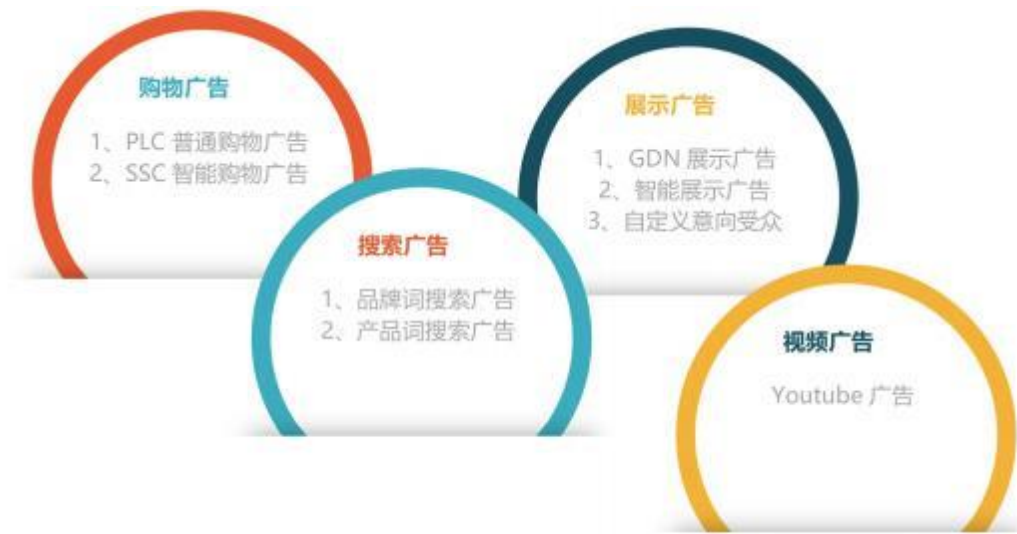 购物广告
1、PLC 普通购物广告
2、SSC 智能购物广告
展示广告
1、GDN 展示广告
2、智能展示广告
3、自定义意向受众
搜索广告
1、品牌词搜索广告
2、产品词搜索广告
视频广告
Youtube 广告